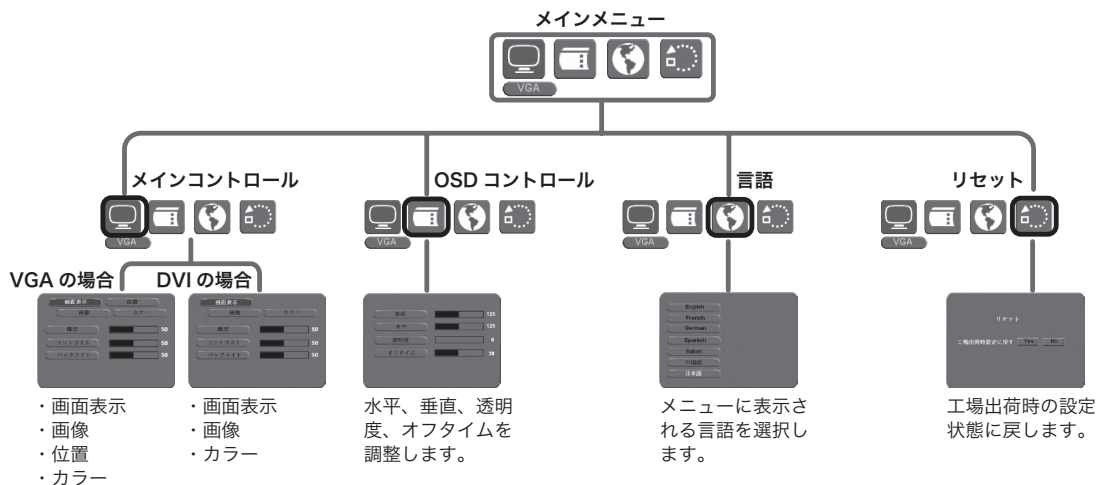 メインメニュー
VGA
メインコントロール
VGA
OSD コントロール
VGA
言語
VGA
リセット
VGA
VGA の場合
DVI の場合
画面表示
位置
画像
カラー
輝度
50
コントラスト
50
バックライト
50
画面表示
画像
カラー
輝度
50
コントラスト
50
バックライト
50
垂直
125
水平
125
透明度
0
オフタイム
30
English
French
German
Spanish
Italian
中国語
日本語
リセット
工場出荷時設定に戻す
Yes
No
・画面表示
・画像
・位置
・カラー
・画面表示
・画像
・カラー
水平、垂直、透明
度、オフタイムを
調整します。
メニューに表示さ
れる言語を選択し
ます。
工場出荷時の設定
状態に戻します。